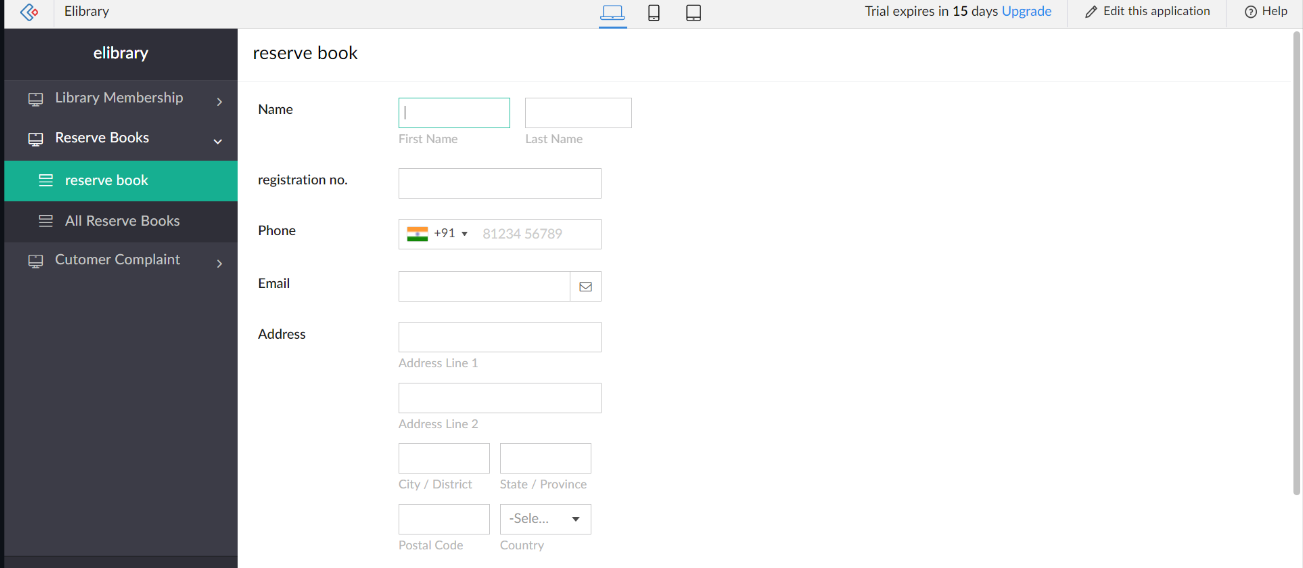 Elibrary
Trial expires in 15 days Upgrade
Edit this application
Help
elibrary
Library Membership
Reserve Books
reserve book
All Reserve Books
Cutomer Complaint
reserve book
Name
First Name
Last Name
registration no.
Phone
+91
81234 56789
Email
Address
Address Line 1
Address Line 2
City / District
State / Province
-Sele...
Postal Code
Country